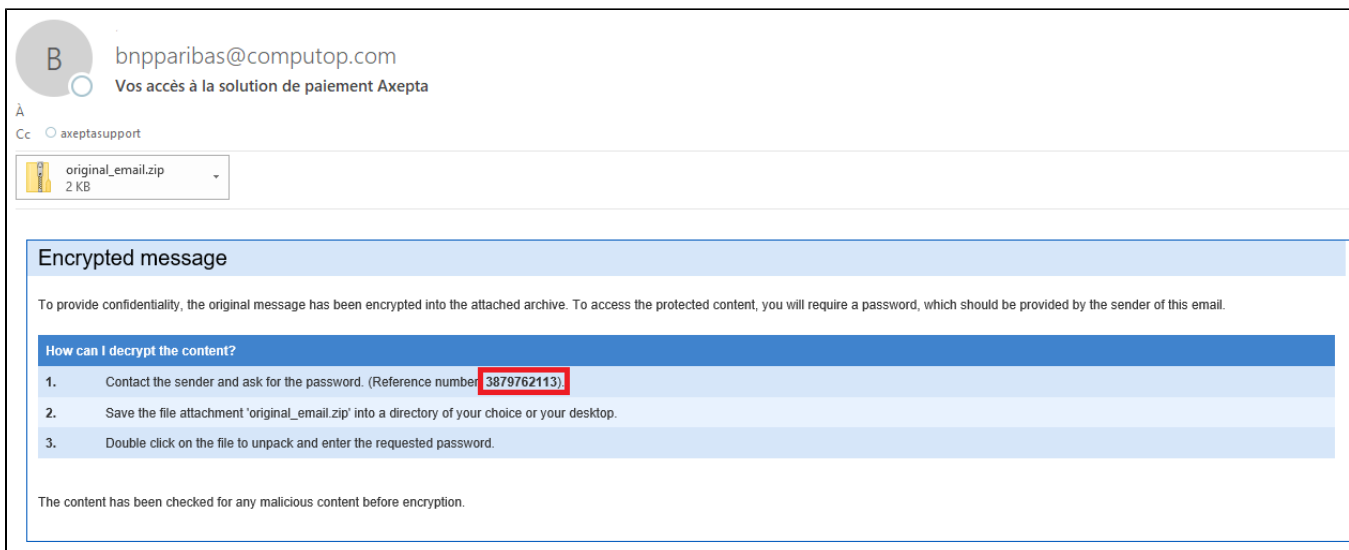 B
bnpparibas@computop.com
Vos accès à la solution de paiement Axepta
À
Cc axeptasupport
original_email.zip
2 KB
Encrypted message
To provide confidentiality, the original message has been encrypted into the attached archive. To access the protected content, you will require a password, which should be provided by the sender of this email.
How can I decrypt the content?
1. Contact the sender and ask for the password. (Reference number 3879762113).
2. Save the file attachment 'original_email.zip' into a directory of your choice or your desktop.
3. Double click on the file to unpack and enter the requested password.
The content has been checked for any malicious content before encryption.